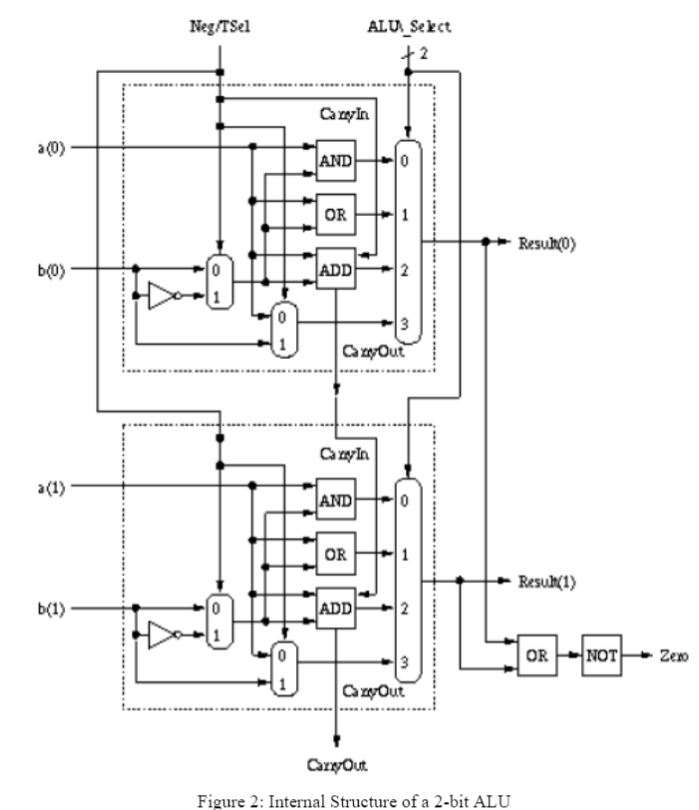 Neg/TSel ALU\_Select
2
CarryIn
a(0) AND 0
OR 1
Result(0)
b(0) 0 ADD 2
1
0 3
1 CarryOut
CarryIn
a(1) AND 0
OR 1
Result(1)
b(1) 0 ADD 2
1
0 3 OR NOT Zero
1 CarryOut
CarryOut
Figure 2: Internal Structure of a 2-bit ALU